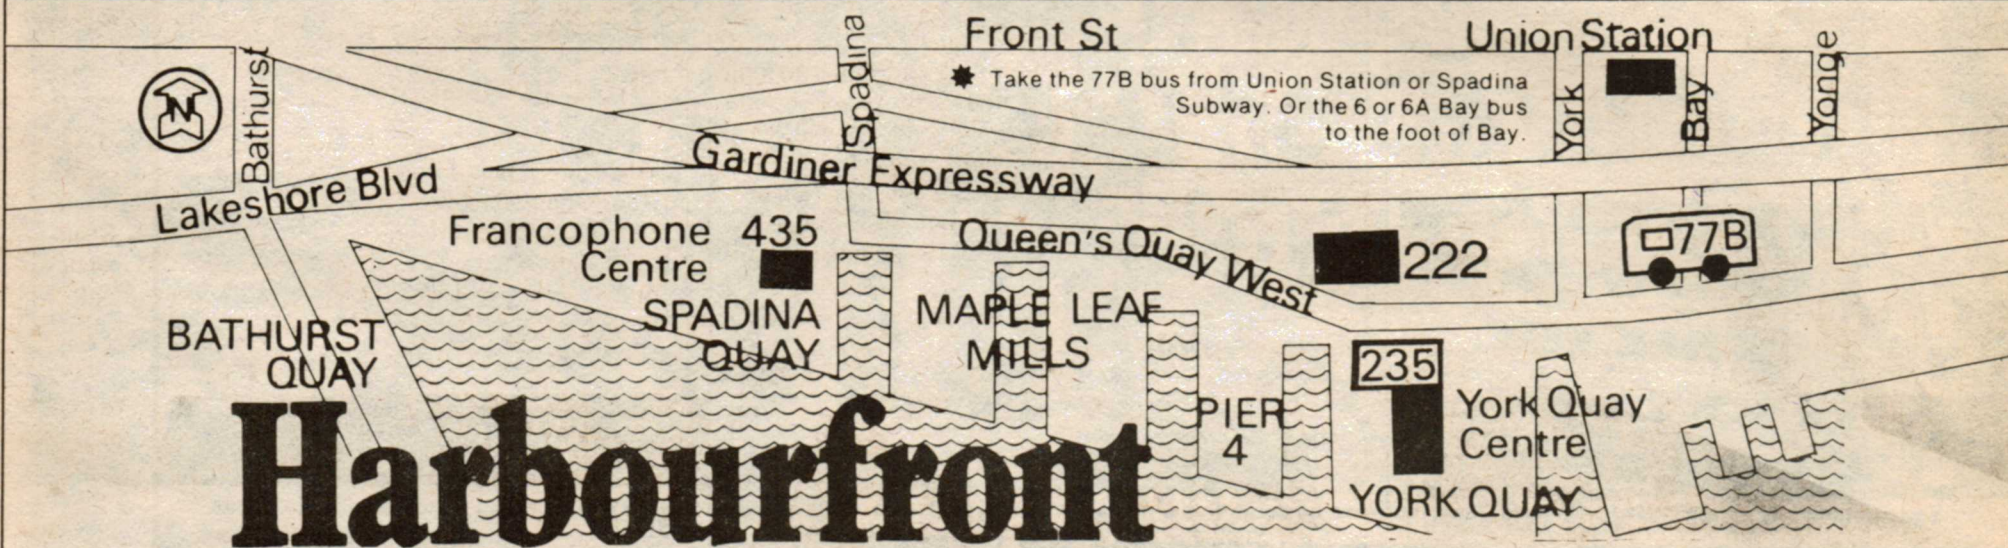 Front St
Union Station
Spadina
Bathurst
York
Bay
Yonge
N
✹ Take the 77B bus from Union Station or Spadina
Subway. Or the 6 or 6A Bay bus
to the foot of Bay.
Gardiner Expressway
Lakeshore Blvd
Francophone
Centre
435
Queen's Quay West
222
77B
SPADINA
QUAY
MAPLE LEAF
MILLS
BATHURST
QUAY
235
York Quay
Centre
PIER
4
YORK QUAY
Harbourfront